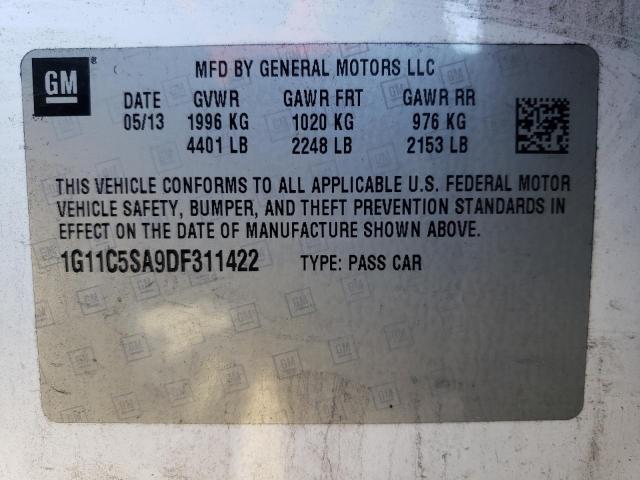 GM
®
MFD BY GENERAL MOTORS LLC
DATE GVWR GAWR FRT GAWR RR
05/13 1996 KG 1020 KG 976 KG
4401 LB 2248 LB 2153 LB
THIS VEHICLE CONFORMS TO ALL APPLICABLE U.S. FEDERAL MOTOR
VEHICLE SAFETY, BUMPER, AND THEFT PREVENTION STANDARDS IN
EFFECT ON THE DATE OF MANUFACTURE SHOWN ABOVE.
1G11C5SA9DF311422 TYPE: PASS CAR